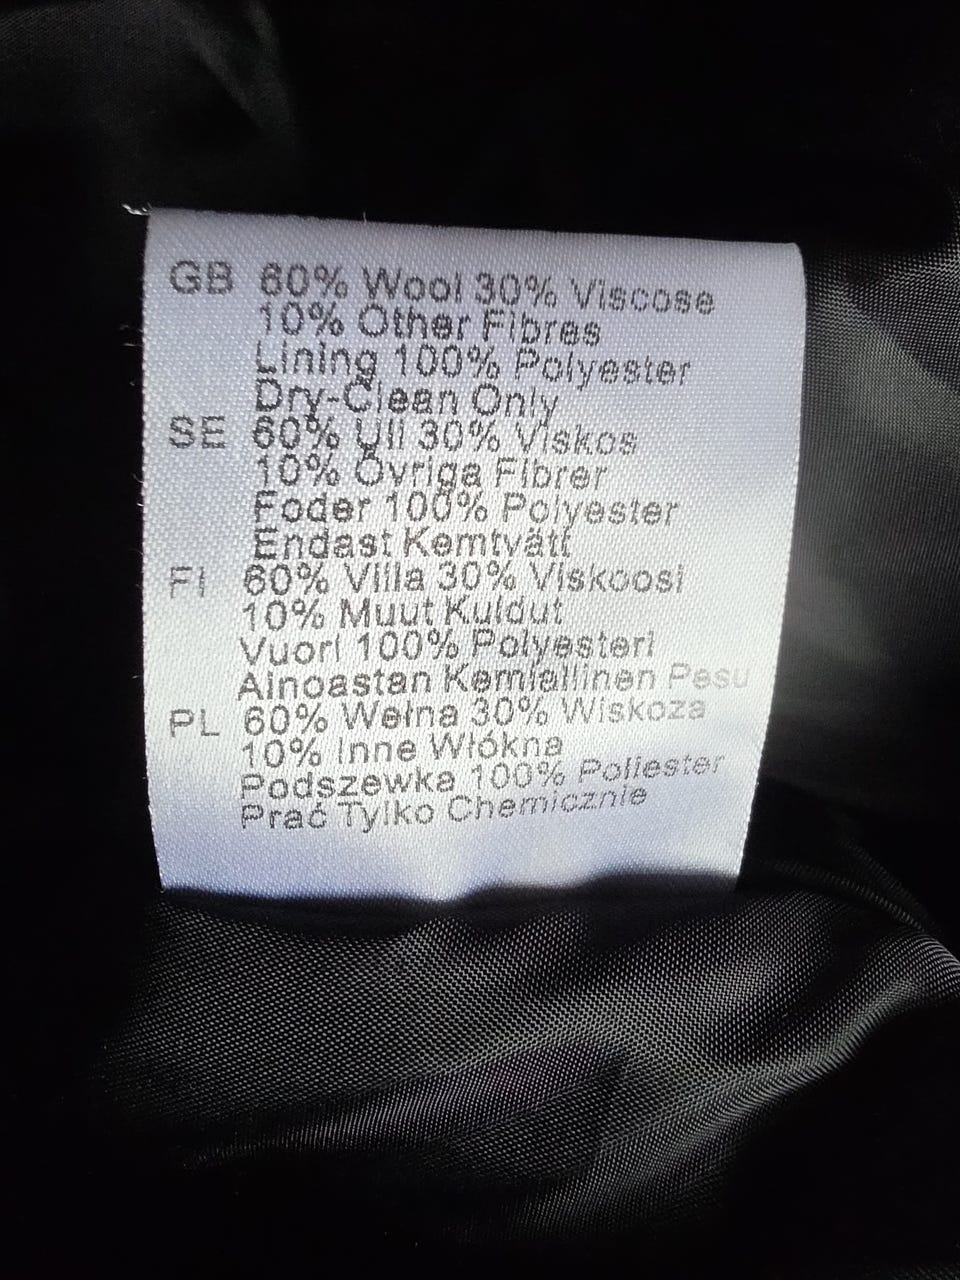 GB 60% Wool 30% Viscose
10% Other Fibres
Lining 100% Polyester
Dry-Clean Only
SE 60% Ull 30% Viskos
10% Övriga Fibrer
Foder 100% Polyester
Endast Kemtvätt
FI 60% Villa 30% Viskoosi
10% Muut Kuidut
Vuori 100% Polyesteri
Ainoastan Kemiallinen Pesu
PL 60% Wełna 30% Wiskoza
10% Inne Włókna
Podszewka 100% Poliester
Prać Tylko Chemicznie